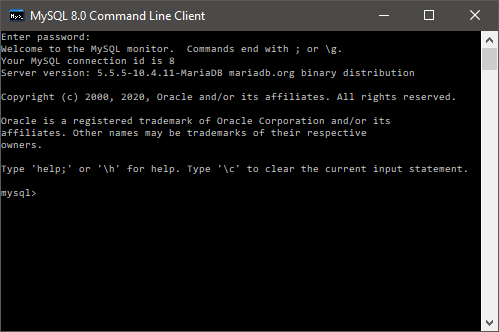 MySQL 8.0 Command Line Client
Enter password:
Welcome to the MySQL monitor.  Commands end with ; or \g.
Your MySQL connection id is 8
Server version: 5.5.5-10.4.11-MariaDB mariadb.org binary distribution
Copyright (c) 2000, 2020, Oracle and/or its affiliates. All rights reserved.
Oracle is a registered trademark of Oracle Corporation and/or its
affiliates. Other names may be trademarks of their respective
owners.
Type 'help;' or '\h' for help. Type '\c' to clear the current input statement.
mysql>